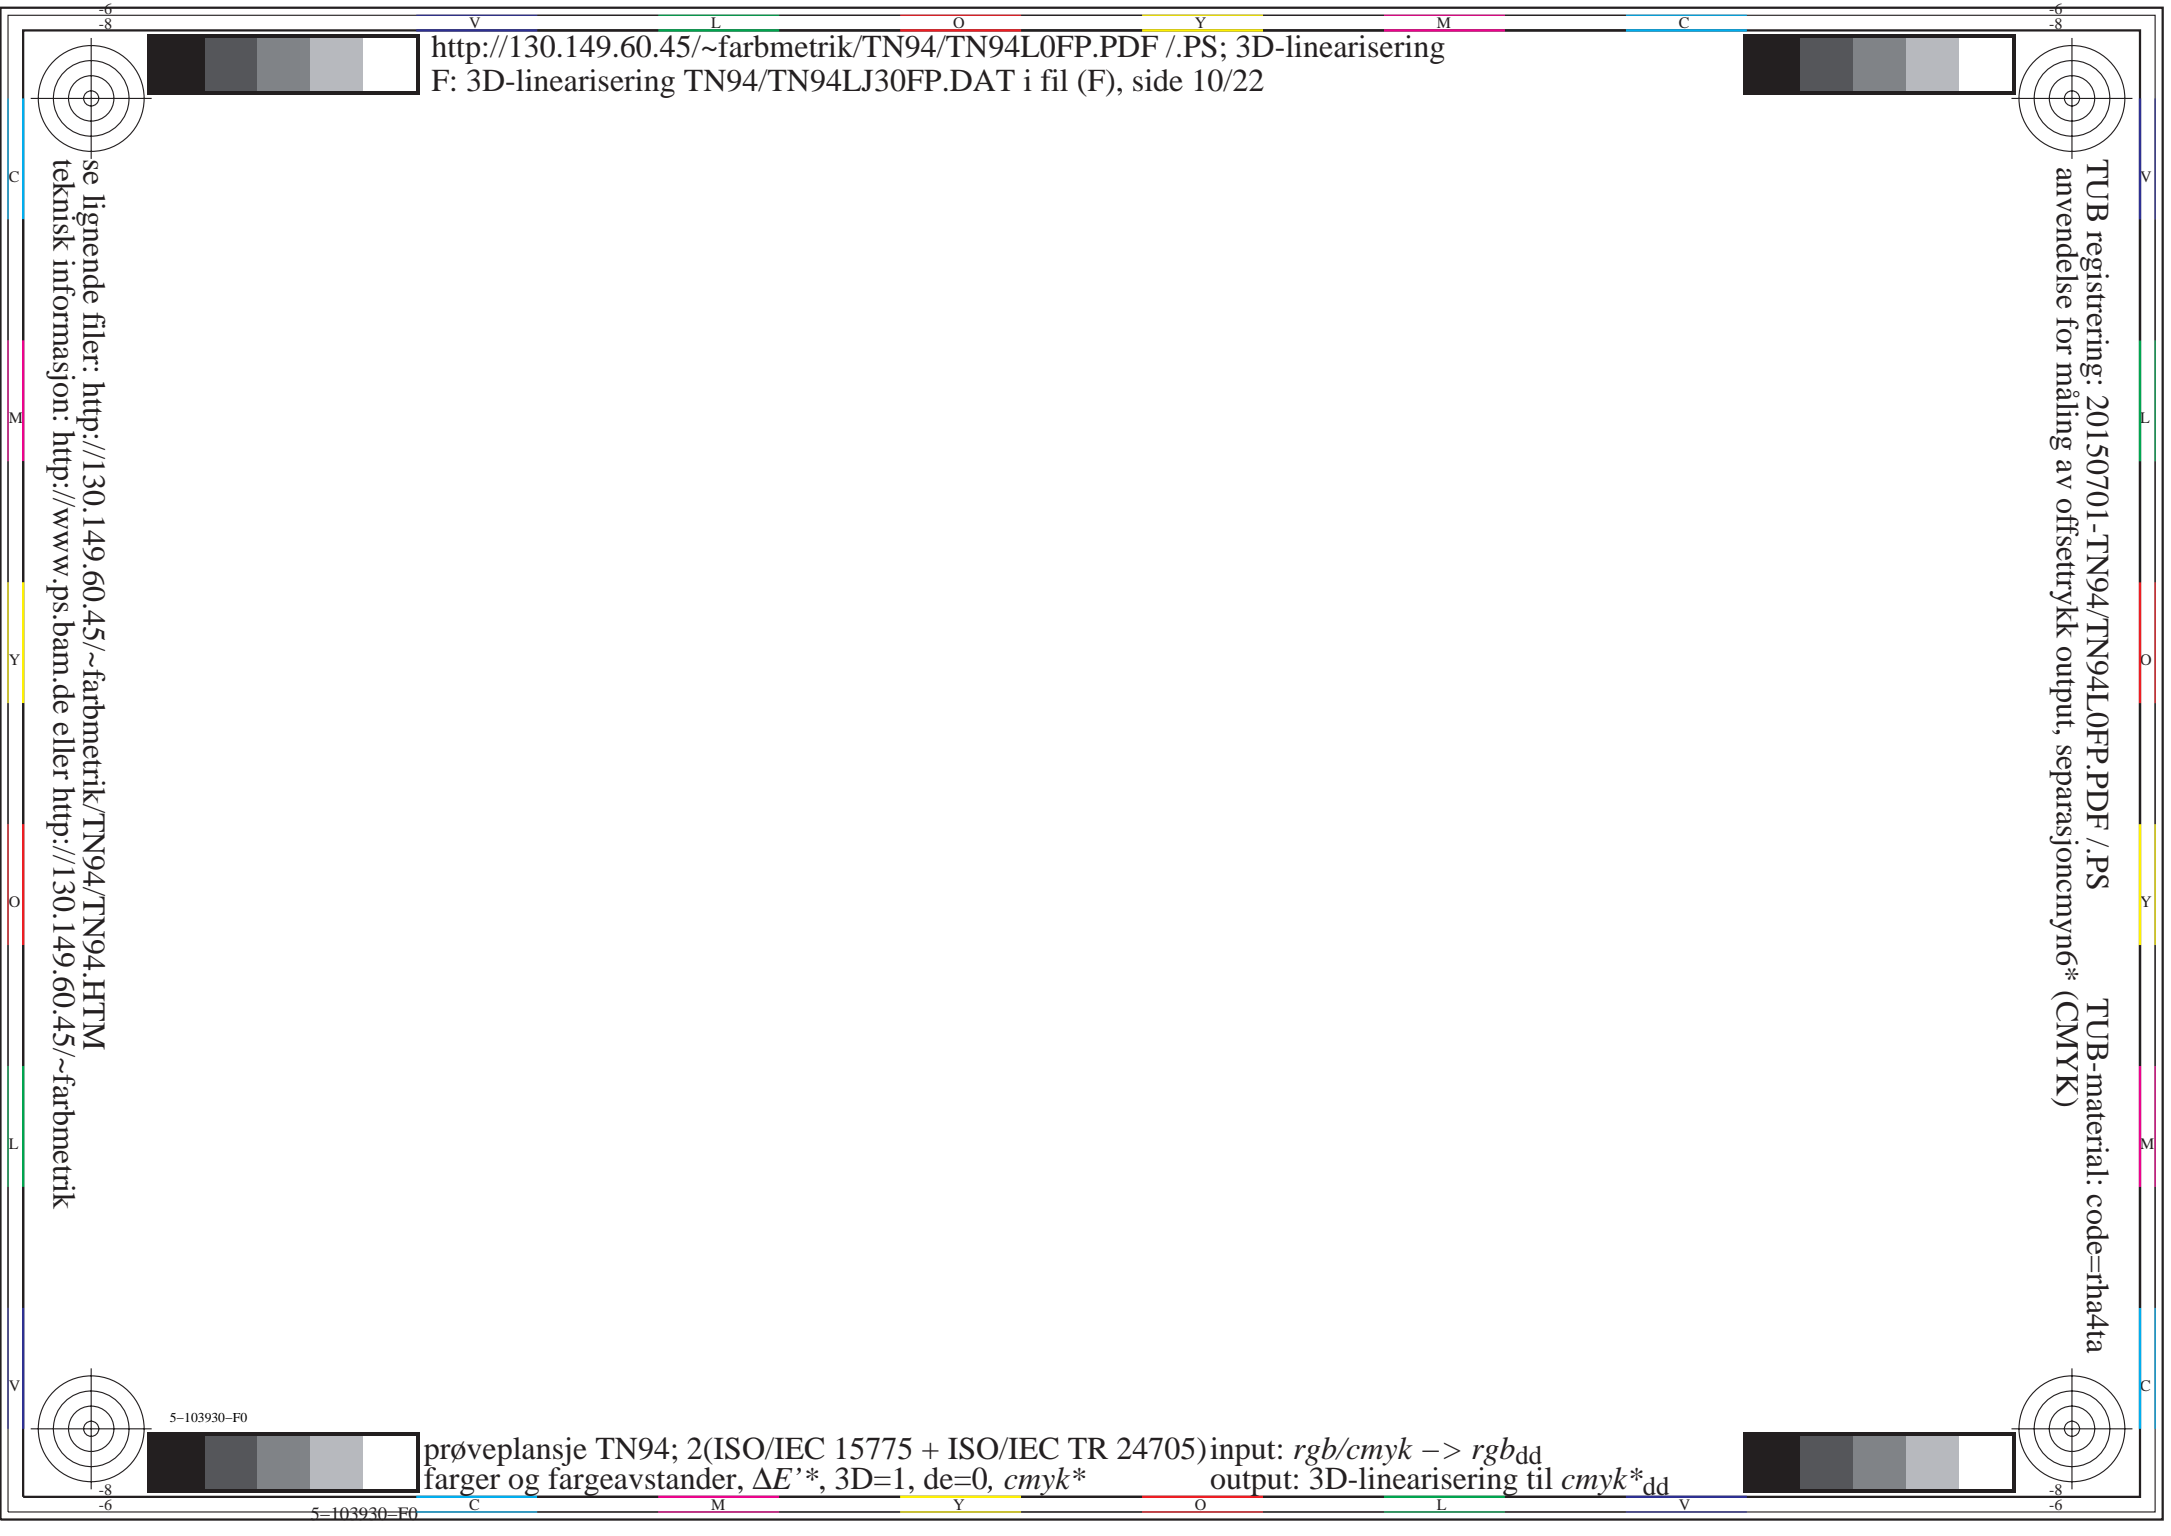 -6
-8
-6
-8
V L O Y M C
http://130.149.60.45/~farbmetrik/TN94/TN94L0FP.PDF /.PS; 3D-linearisering
F: 3D-linearisering TN94/TN94LJ30FP.DAT i fil (F), side 10/22
C
M
Y
O
L
V
se lignende filer: http://130.149.60.45/~farbmetrik/TN94/TN94.HTM
teknisk informasjon: http://www.ps.bam.de eller http://130.149.60.45/~farbmetrik
TUB registrering: 20150701-TN94/TN94L0FP.PDF /.PS TUB-material: code=rha4ta
anvendelse for måling av offsettrykk output, separasjoncmyn6* (CMYK)
V
L
O
Y
M
C
5-103930-F0
prøveplansje TN94; 2(ISO/IEC 15775 + ISO/IEC TR 24705) input: rgb/cmyk -> rgbdd
farger og fargeavstander, ΔE'*, 3D=1, de=0, cmyk* output: 3D-linearisering til cmyk*dd
-8
-6
-8
-6
5-103930-F0
C M Y O L V